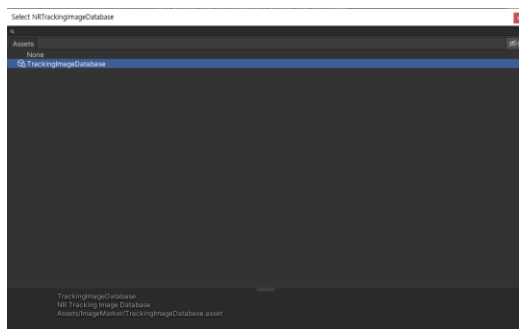 Select NRTrackingImageDatabase
Assets
None
TrackingImageDatabase
TrackingImageDatabase
NR Tracking Image Database
Assets/ImageMarker/TrackingImageDatabase.asset